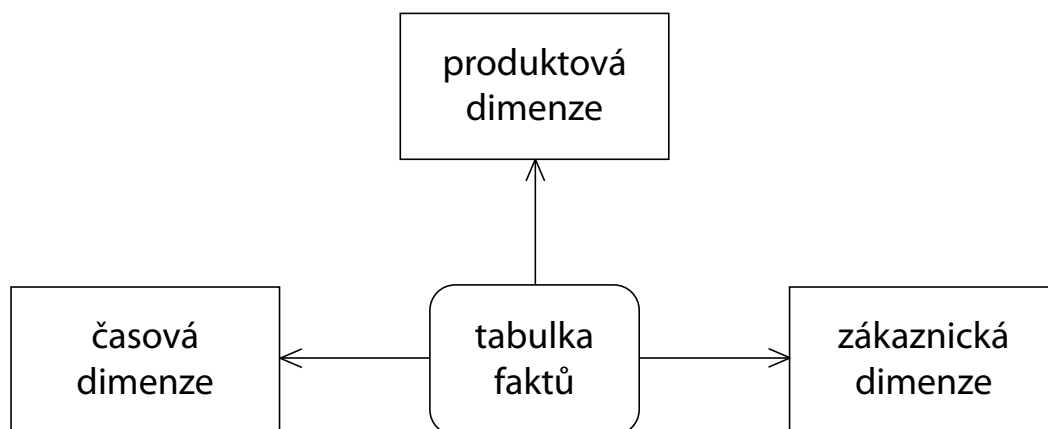 produktová
dimenze
časová
dimenze
tabulka
faktů
zákaznická
dimenze